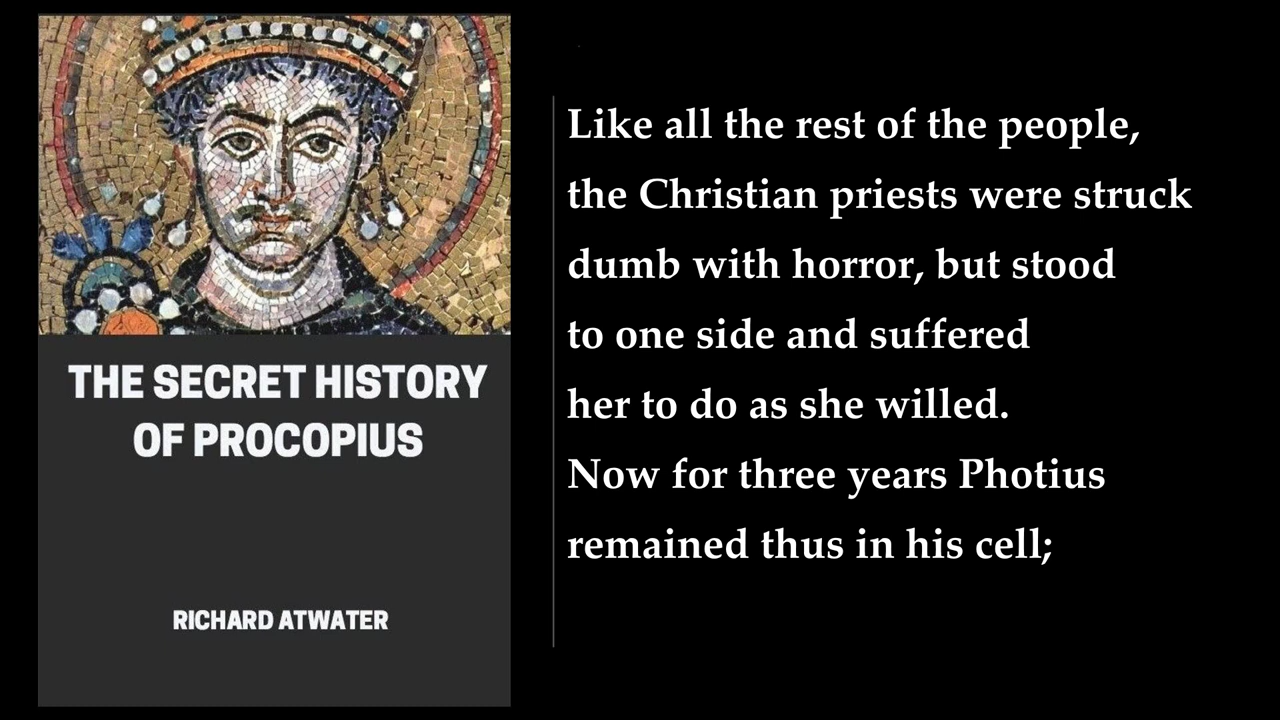 THE SECRET HISTORY
OF PROCOPIUS
RICHARD ATWATER
Like all the rest of the people,
the Christian priests were struck
dumb with horror, but stood
to one side and suffered
her to do as she willed.
Now for three years Photius
remained thus in his cell;